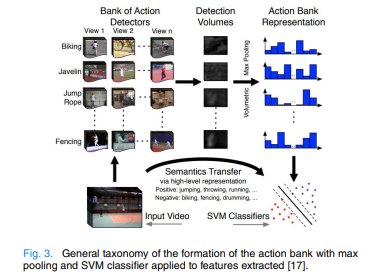 Bank of Action
Detectors
Detection
Volumes
Action Bank
Representation
View 1 View 2 View n
Biking
Javelin
Jump
Rope
Fencing
Max Pooling
Volumetric
Semantics Transfer
via high-level representation
Positive: jumping, throwing, running, ...
Negative: biking, fencing, drumming, ...
Input Video
SVM Classifiers
Fig. 3. General taxonomy of the formation of the action bank with max
pooling and SVM classifier applied to features extracted [17].